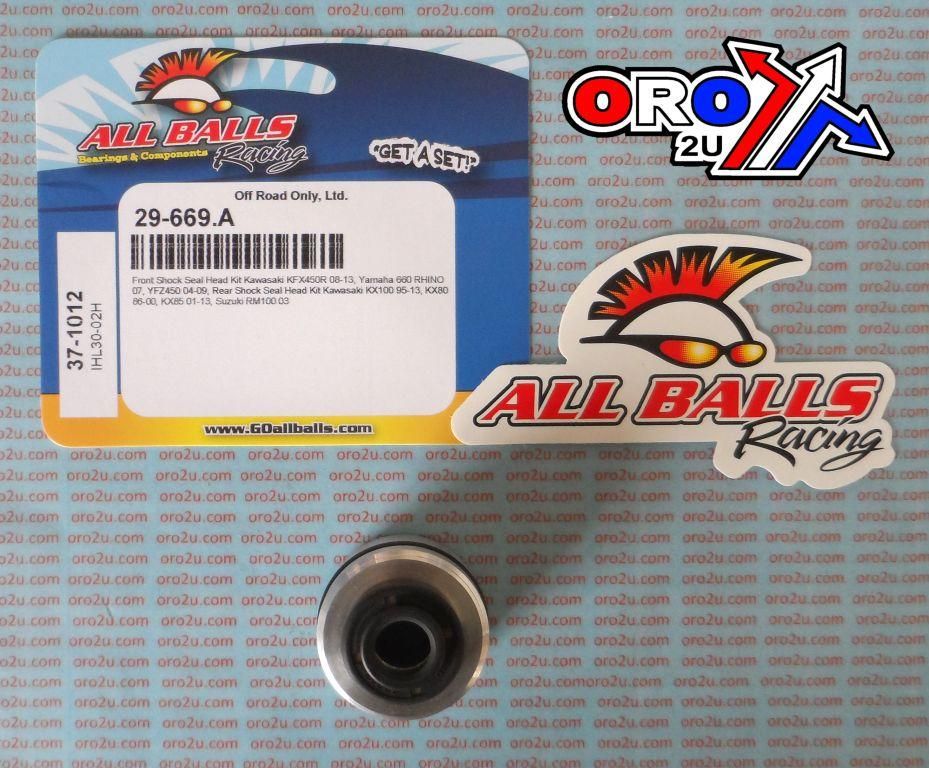 ORO
2U
ALL BALLS
Bearings & Components Racing
"GET A SET!"
Off Road Only, Ltd.
29-669.A
Front Shock Seal Head Kit Kawasaki KFX450R 08-13, Yamaha 660 RHINO
07, YFZ450 04-09, Rear Shock Seal Head Kit Kawasaki KX100 95-13, KX80
86-00, KX85 01-13, Suzuki RM100 03
37-1012
IHL30-02H
www.GOallballs.com
ALL BALLS
Racing
oro2u.com